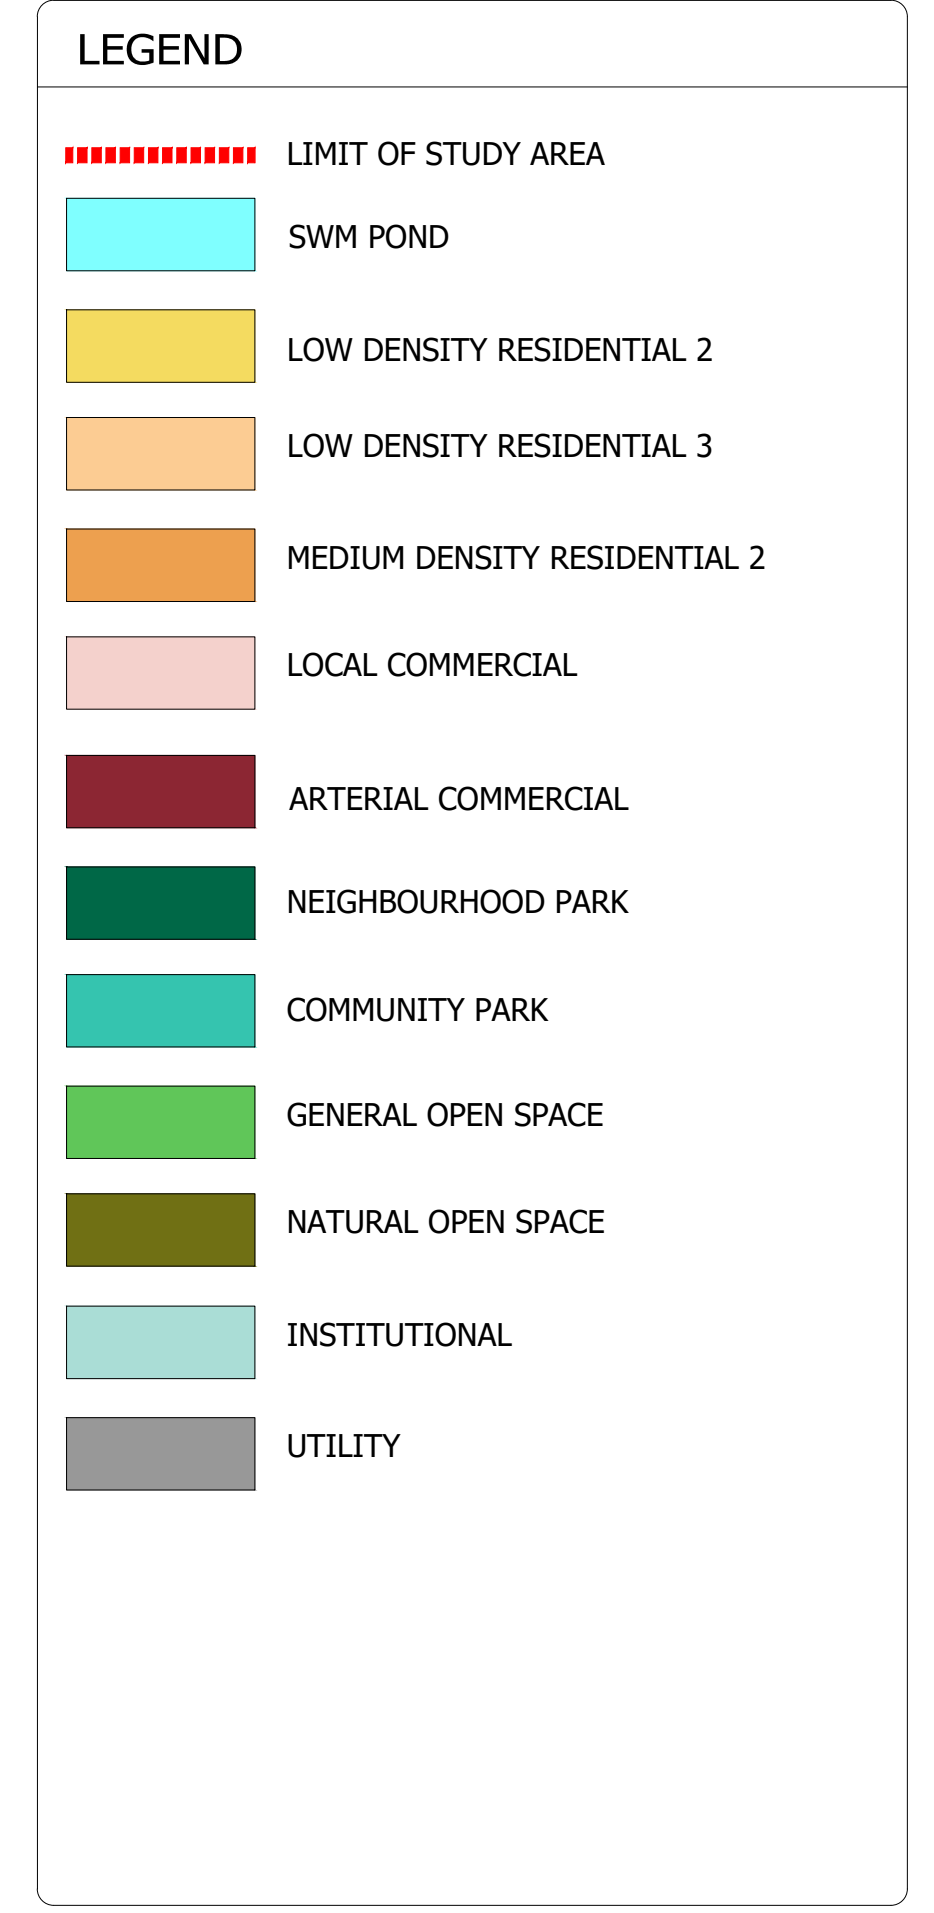 LEGEND
LIMIT OF STUDY AREA
SWM POND
LOW DENSITY RESIDENTIAL 2
LOW DENSITY RESIDENTIAL 3
MEDIUM DENSITY RESIDENTIAL 2
LOCAL COMMERCIAL
ARTERIAL COMMERCIAL
NEIGHBOURHOOD PARK
COMMUNITY PARK
GENERAL OPEN SPACE
NATURAL OPEN SPACE
INSTITUTIONAL
UTILITY